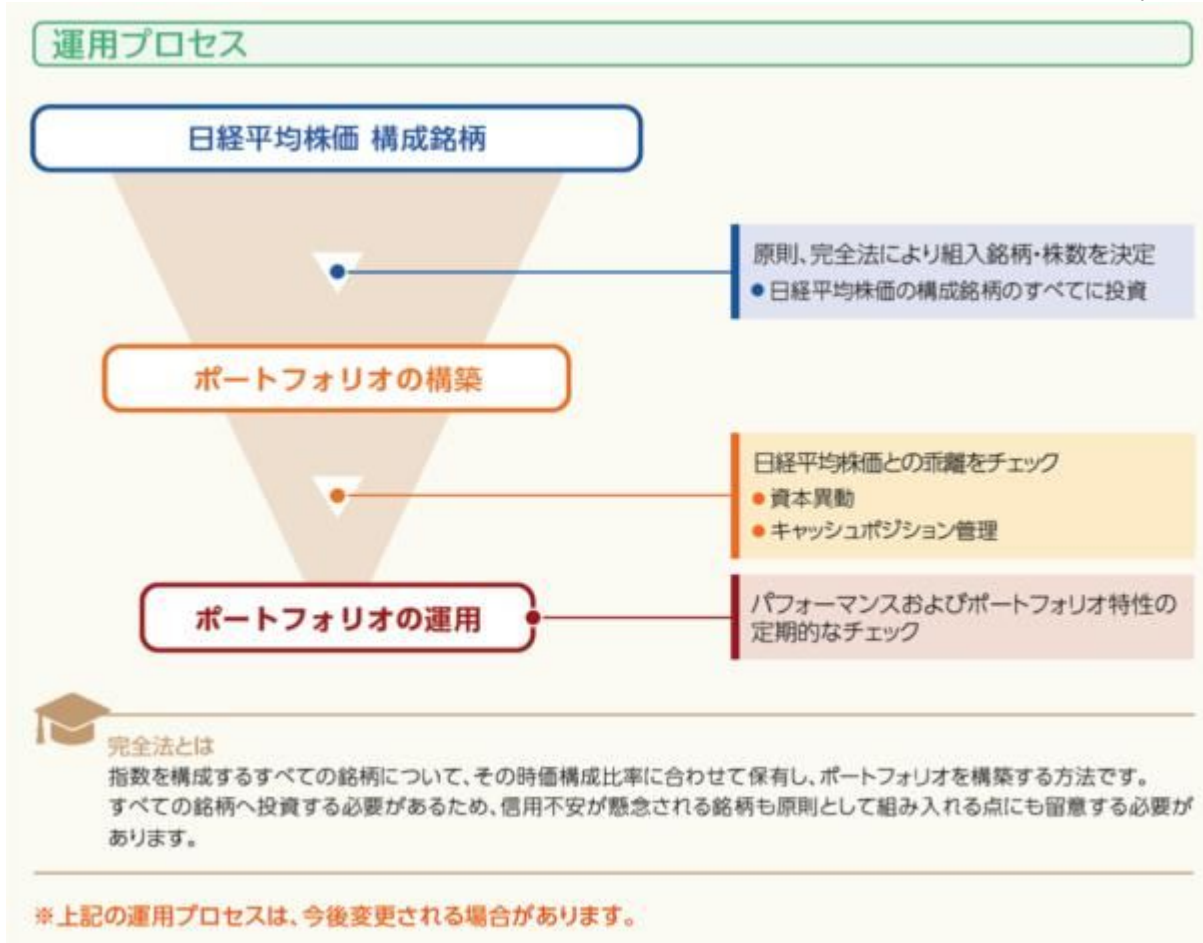 運用プロセス
日経平均株価 構成銘柄
原則、完全法により組入銘柄・株数を決定
●日経平均株価の構成銘柄のすべてに投資
ポートフォリオの構築
日経平均株価との乖離をチェック
●資本異動
●キャッシュポジション管理
ポートフォリオの運用
パフォーマンスおよびポートフォリオ特性の
定期的なチェック
完全法とは
指数を構成するすべての銘柄について、その時価構成比率に合わせて保有し、ポートフォリオを構築する方法です。
すべての銘柄へ投資する必要があるため、信用不安が懸念される銘柄も原則として組み入れる点にも留意する必要が
あります。
※上記の運用プロセスは、今後変更される場合があります。